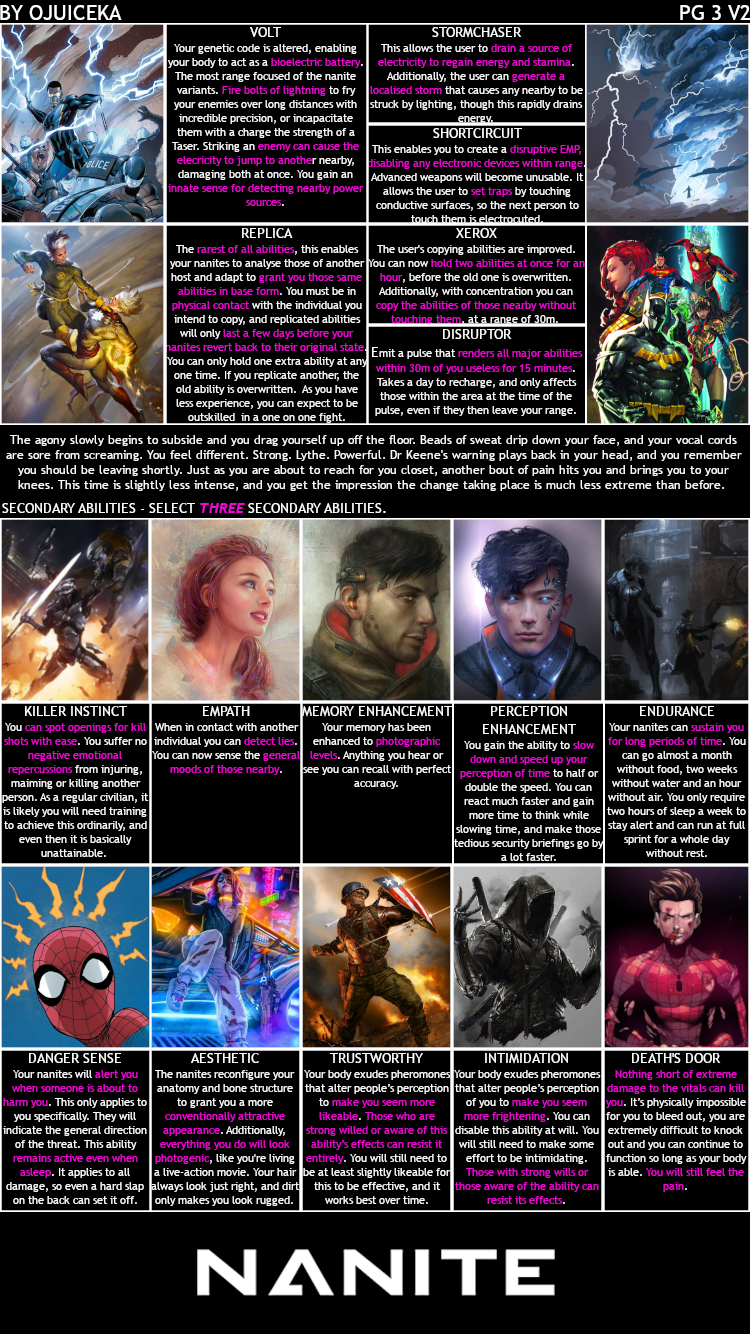 BY OJUICEKA
PG 3 V2
VOLT
Your genetic code is altered, enabling
your body to act as a bioelectric battery.
The most range focused of the nanite
variants. Fire bolts of lightning to fry
your enemies over long distances with
incredible precision, or incapacitate
them with a charge the strength of a
Taser. Striking an enemy can cause the
elecricity to jump to another nearby,
damaging both at once. You gain an
innate sense for detecting nearby power
sources.
STORMCHASER
This allows the user to drain a source of
electricity to regain energy and stamina.
Additionally, the user can generate a
localised storm that causes any nearby to be
struck by lighting, though this rapidly drains
energy.
SHORTCIRCUIT
This enables you to create a disruptive EMP,
disabling any electronic devices within range.
Advanced weapons will become unusable. It
allows the user to set traps by touching
conductive surfaces, so the next person to
touch them is electrocuted.
POLICE
REPLICA
The rarest of all abilities, this enables
your nanites to analyse those of another
host and adapt to grant you those same
abilities in base form. You must be in
physical contact with the individual you
intend to copy, and replicated abilities
will only last a few days before your
nanites revert back to their original state.
You can only hold one extra ability at any
one time. If you replicate another, the
old ability is overwritten. As you have
less experience, you can expect to be
outskilled in a one on one fight.
XEROX
The user's copying abilities are improved.
You can now hold two abilities at once for an
hour, before the old one is overwritten.
Additionally, with concentration you can
copy the abilities of those nearby without
touching them, at a range of 30m.
DISRUPTOR
Emit a pulse that renders all major abilities
within 30m of you useless for 15 minutes.
Takes a day to recharge, and only affects
those within the area at the time of the
pulse, even if they then leave your range.
The agony slowly begins to subside and you drag yourself up off the floor. Beads of sweat drip down your face, and your vocal cords
are sore from screaming. You feel different. Strong. Lythe. Powerful. Dr Keene's warning plays back in your head, and you remember
you should be leaving shortly. Just as you are about to reach for you closet, another bout of pain hits you and brings you to your
knees. This time is slightly less intense, and you get the impression the change taking place is much less extreme than before.
SECONDARY ABILITIES - SELECT THREE SECONDARY ABILITIES.
KILLER INSTINCT
You can spot openings for kill
shots with ease. You suffer no
negative emotional
repercussions from injuring,
maiming or killing another
person. As a regular civilian, it
is likely you will need training
to achieve this ordinarily, and
even then it is basically
unattainable.
EMPATH
When in contact with another
individual you can detect lies.
You can now sense the general
moods of those nearby.
MEMORY ENHANCEMENT
Your memory has been
enhanced to photographic
levels. Anything you hear or
see you can recall with perfect
accuracy.
PERCEPTION
ENHANCEMENT
You gain the ability to slow
down and speed up your
perception of time to half or
double the speed. You can
react much faster and gain
more time to think while
slowing time, and make those
tedious security briefings go by
a lot faster.
ENDURANCE
Your nanites can sustain you
for long periods of time. You
can go almost a month
without food, two weeks
without water and an hour
without air. You only require
two hours of sleep a week to
stay alert and can run at full
sprint for a whole day
without rest.
DANGER SENSE
Your nanites will alert you
when someone is about to
harm you. This only applies to
you specifically. They will
indicate the general direction
of the threat. This ability
remains active even when
asleep. It applies to all
damage, so even a hard slap
on the back can set it off.
AESTHETIC
The nanites reconfigure your
anatomy and bone structure
to grant you a more
conventionally attractive
appearance. Additionally,
everything you do will look
photogenic, like you're living
a live-action movie. Your hair
always look just right, and dirt
only makes you look rugged.
TRUSTWORTHY
Your body exudes pheromones
that alter people's perception
to make you seem more
likeable. Those who are
strong willed or aware of this
ability's effects can resist it
entirely. You will still need to
be at least slightly likeable for
this to be effective, and it
works best over time.
INTIMIDATION
Your body exudes pheromones
that alter people's perceptions
of you to make you seem
more frightening. You can
disable this ability at will. You
will still need to make some
effort to be intimidating.
Those with strong wills or
those aware of the ability can
resist its effects.
DEATH'S DOOR
Nothing short of extreme
damage to the vitals can kill
you. It's physically impossible
for you to bleed out, you are
extremely difficult to knock
out and you can continue to
function so long as your body
is able. You will still feel the
pain.
NANITE